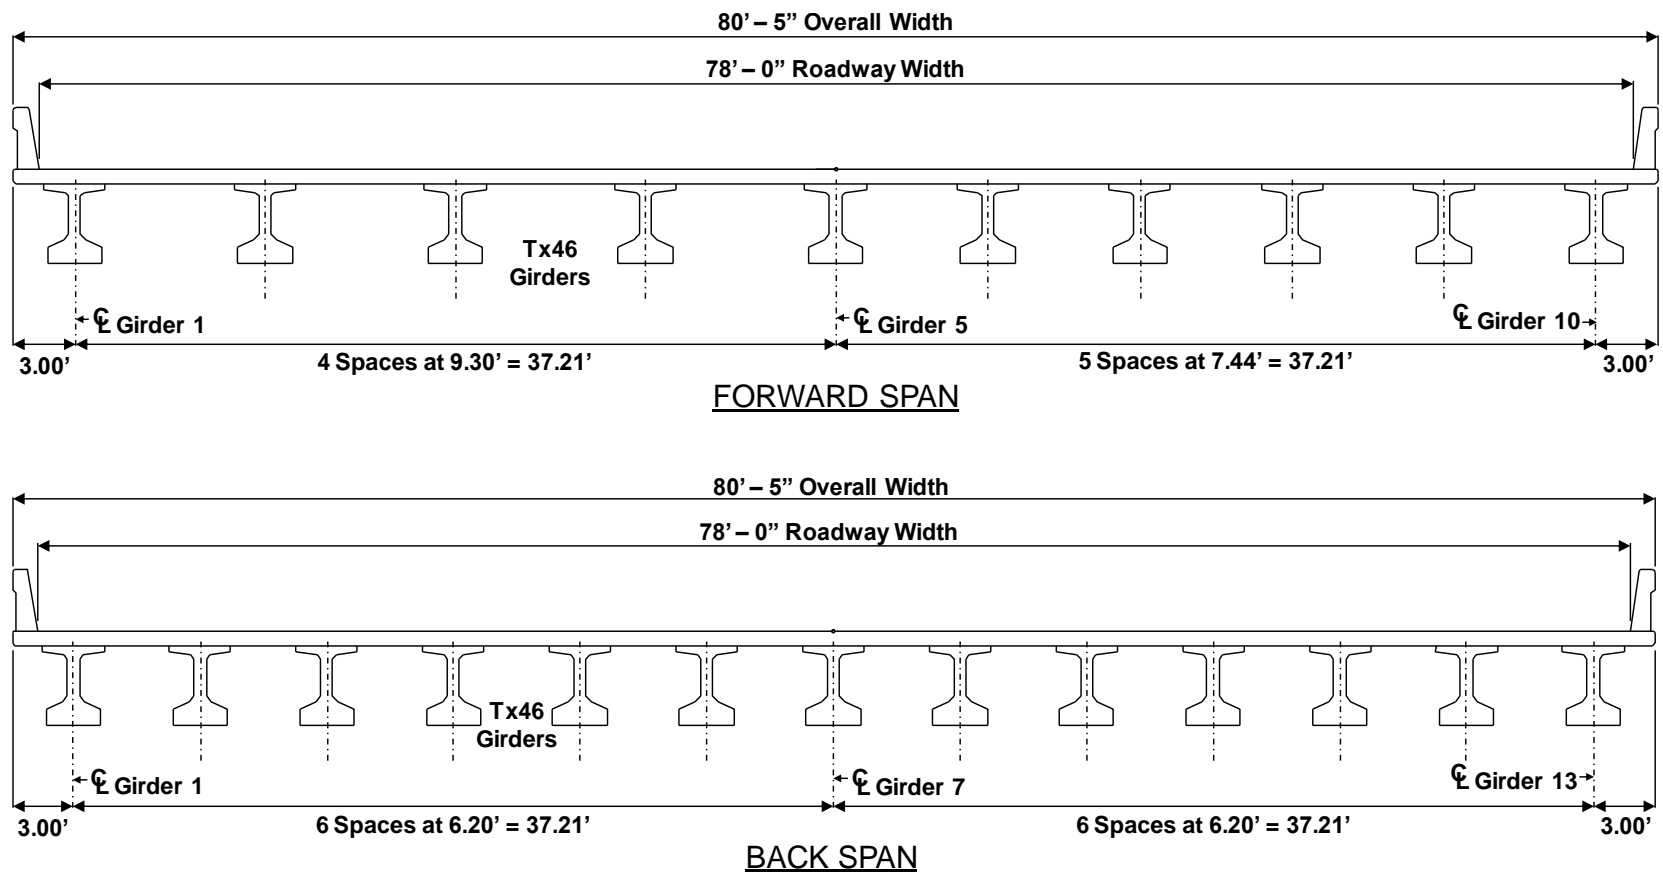 80’ – 5” Overall Width
78’ – 0” Roadway Width
Tx46
Girders
℄ Girder 1
℄ Girder 5
℄ Girder 10
3.00’
4 Spaces at 9.30’ = 37.21’
5 Spaces at 7.44’ = 37.21’
3.00’
FORWARD SPAN
80’ – 5” Overall Width
78’ – 0” Roadway Width
Tx46
Girders
℄ Girder 1
℄ Girder 7
℄ Girder 13
3.00’
6 Spaces at 6.20’ = 37.21’
6 Spaces at 6.20’ = 37.21’
3.00’
BACK SPAN